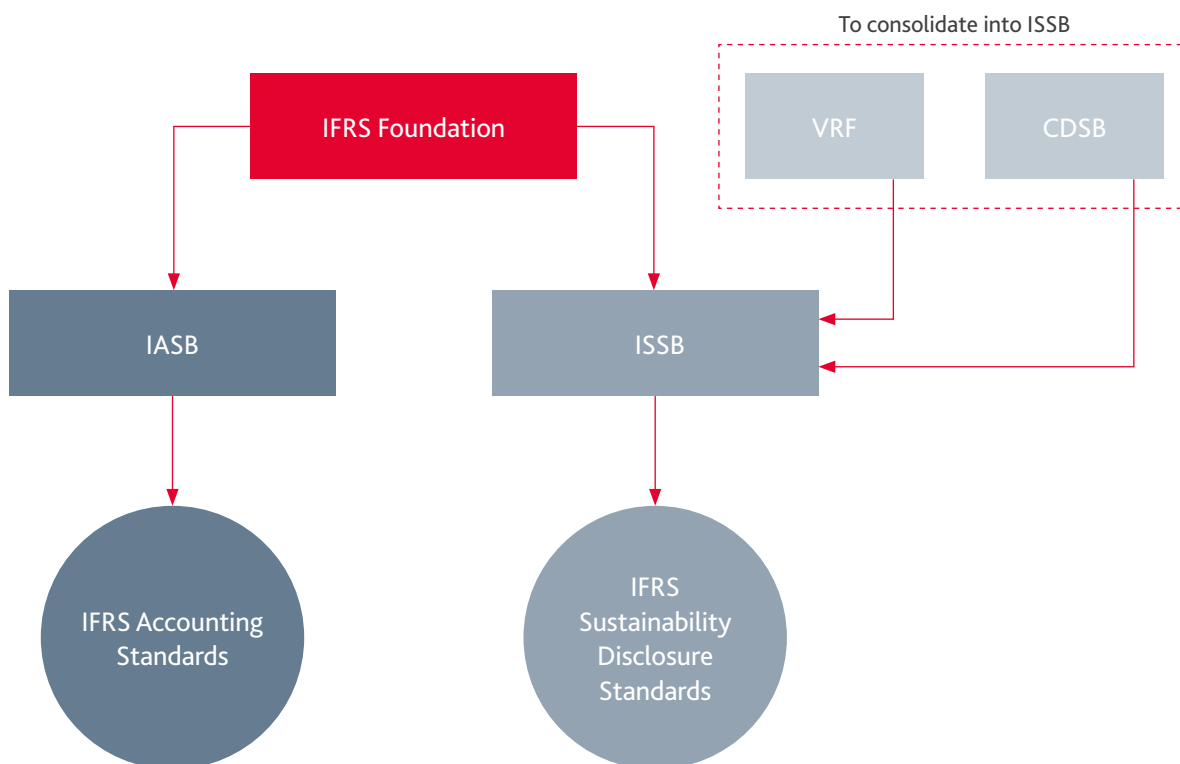 To consolidate into ISSB
IFRS Foundation
VRF
CDSB
IASB
ISSB
IFRS Accounting
Standards
IFRS
Sustainability
Disclosure
Standards